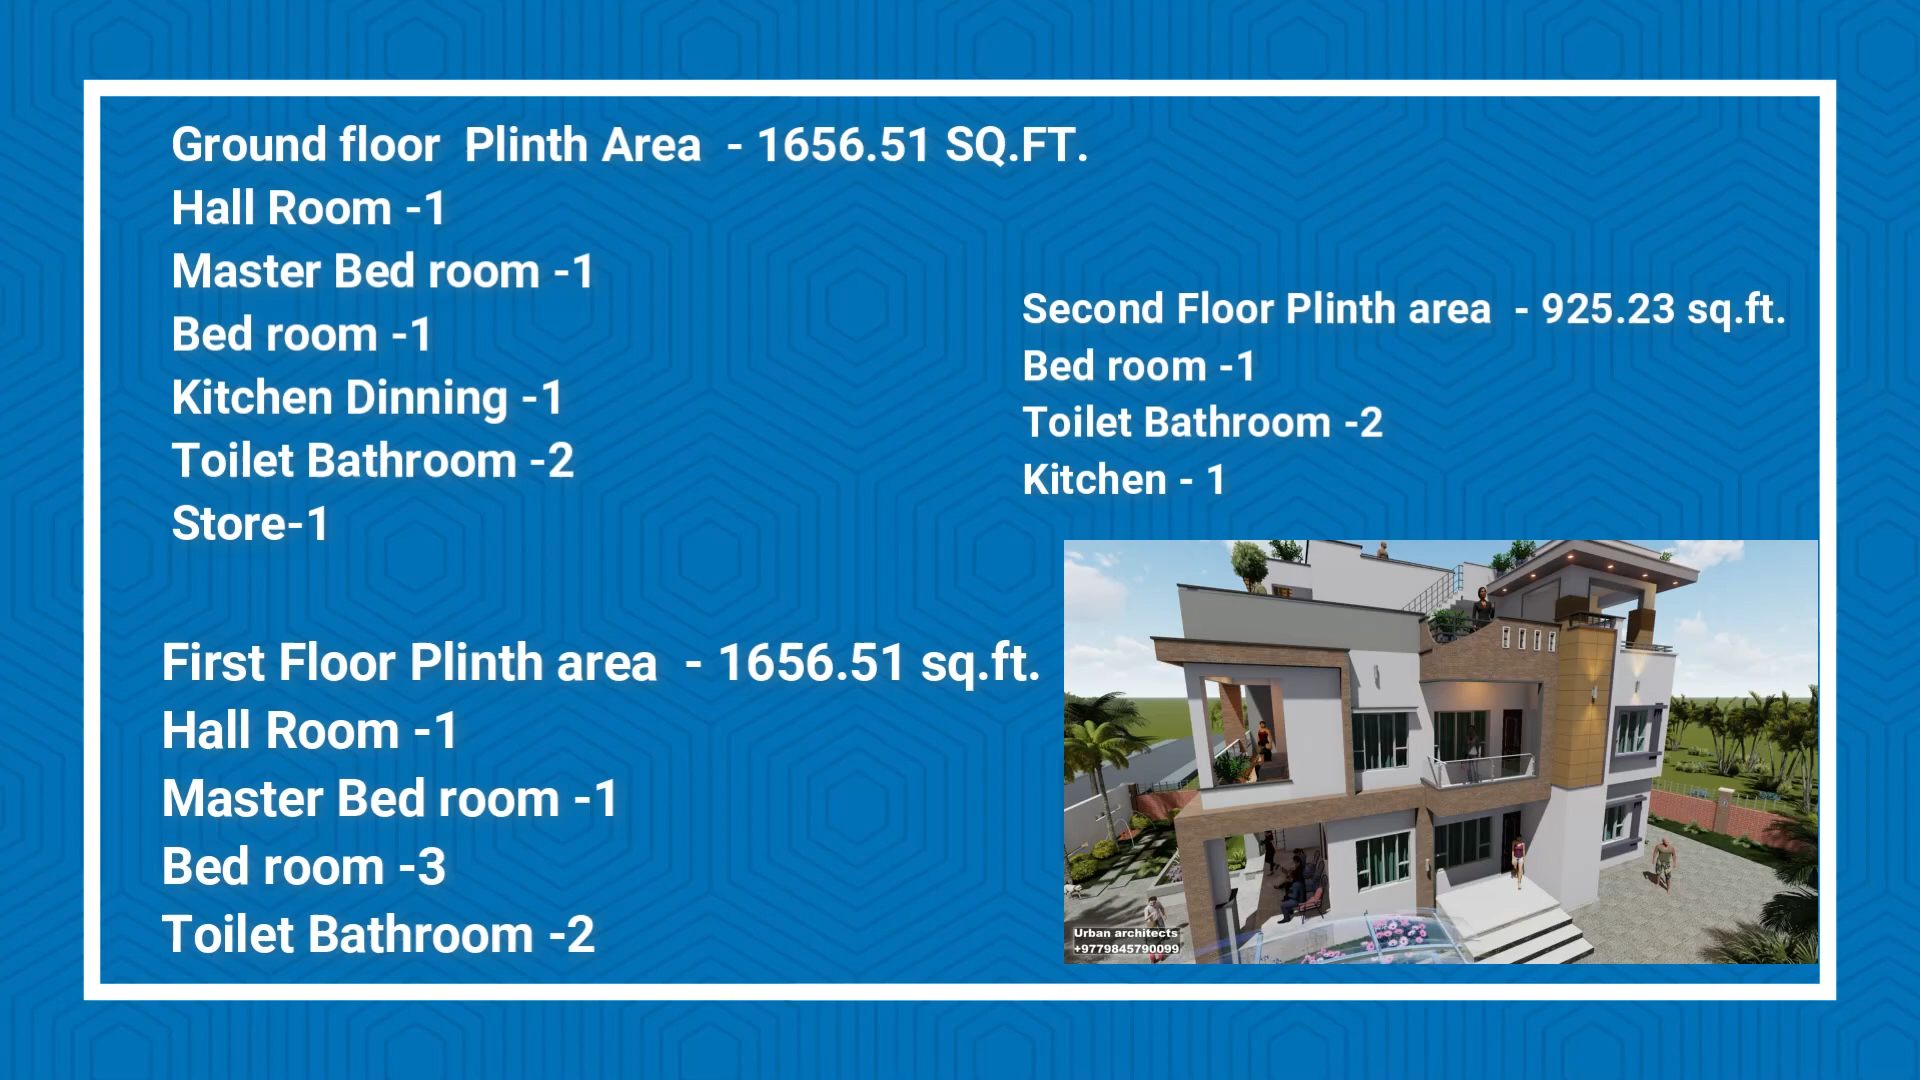 Ground floor  Plinth Area  - 1656.51 SQ.FT.
Hall Room -1
Master Bed room -1
Bed room -1
Kitchen Dinning -1
Toilet Bathroom -2
Store-1
First Floor Plinth area  - 1656.51 sq.ft.
Hall Room -1
Master Bed room -1
Bed room -3
Toilet Bathroom -2
Second Floor Plinth area  - 925.23 sq.ft.
Bed room -1
Toilet Bathroom -2
Kitchen - 1
Urban architects
+9779845790099